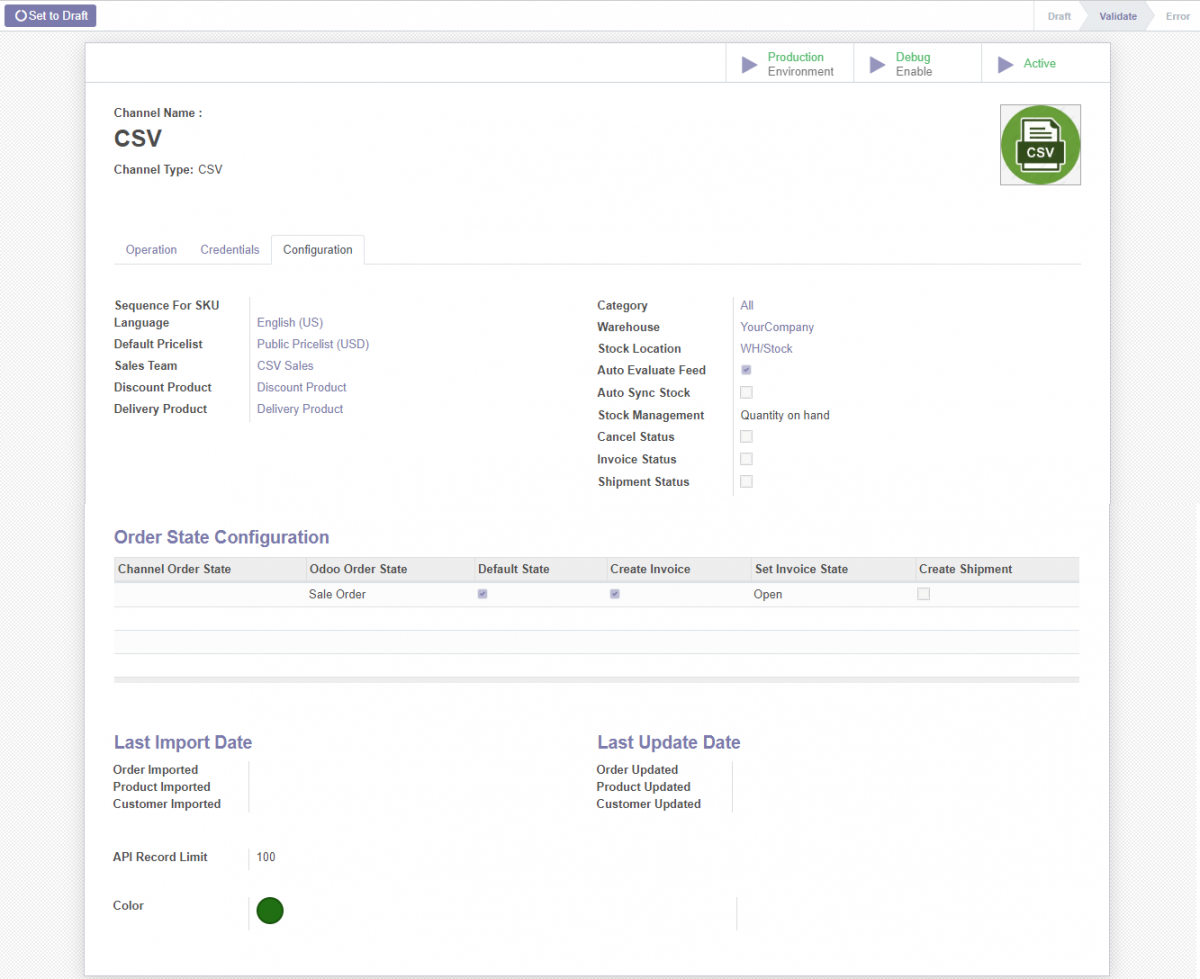 Set to Draft
Draft Validate Error
Production Environment
Debug Enable
Active
Channel Name :
CSV
Channel Type: CSV
CSV
Operation Credentials Configuration
Sequence For SKU
Language English (US)
Default Pricelist Public Pricelist (USD)
Sales Team CSV Sales
Discount Product Discount Product
Delivery Product Delivery Product
Category All
Warehouse YourCompany
Stock Location WH/Stock
Auto Evaluate Feed
Auto Sync Stock
Stock Management Quantity on hand
Cancel Status
Invoice Status
Shipment Status
Order State Configuration
Channel Order State Odoo Order State Default State Create Invoice Set Invoice State Create Shipment
Sale Order Open
Last Import Date
Order Imported
Product Imported
Customer Imported
Last Update Date
Order Updated
Product Updated
Customer Updated
API Record Limit 100
Color